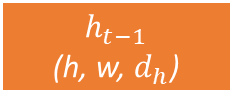 h_{t−1}
(h, w, d_h)